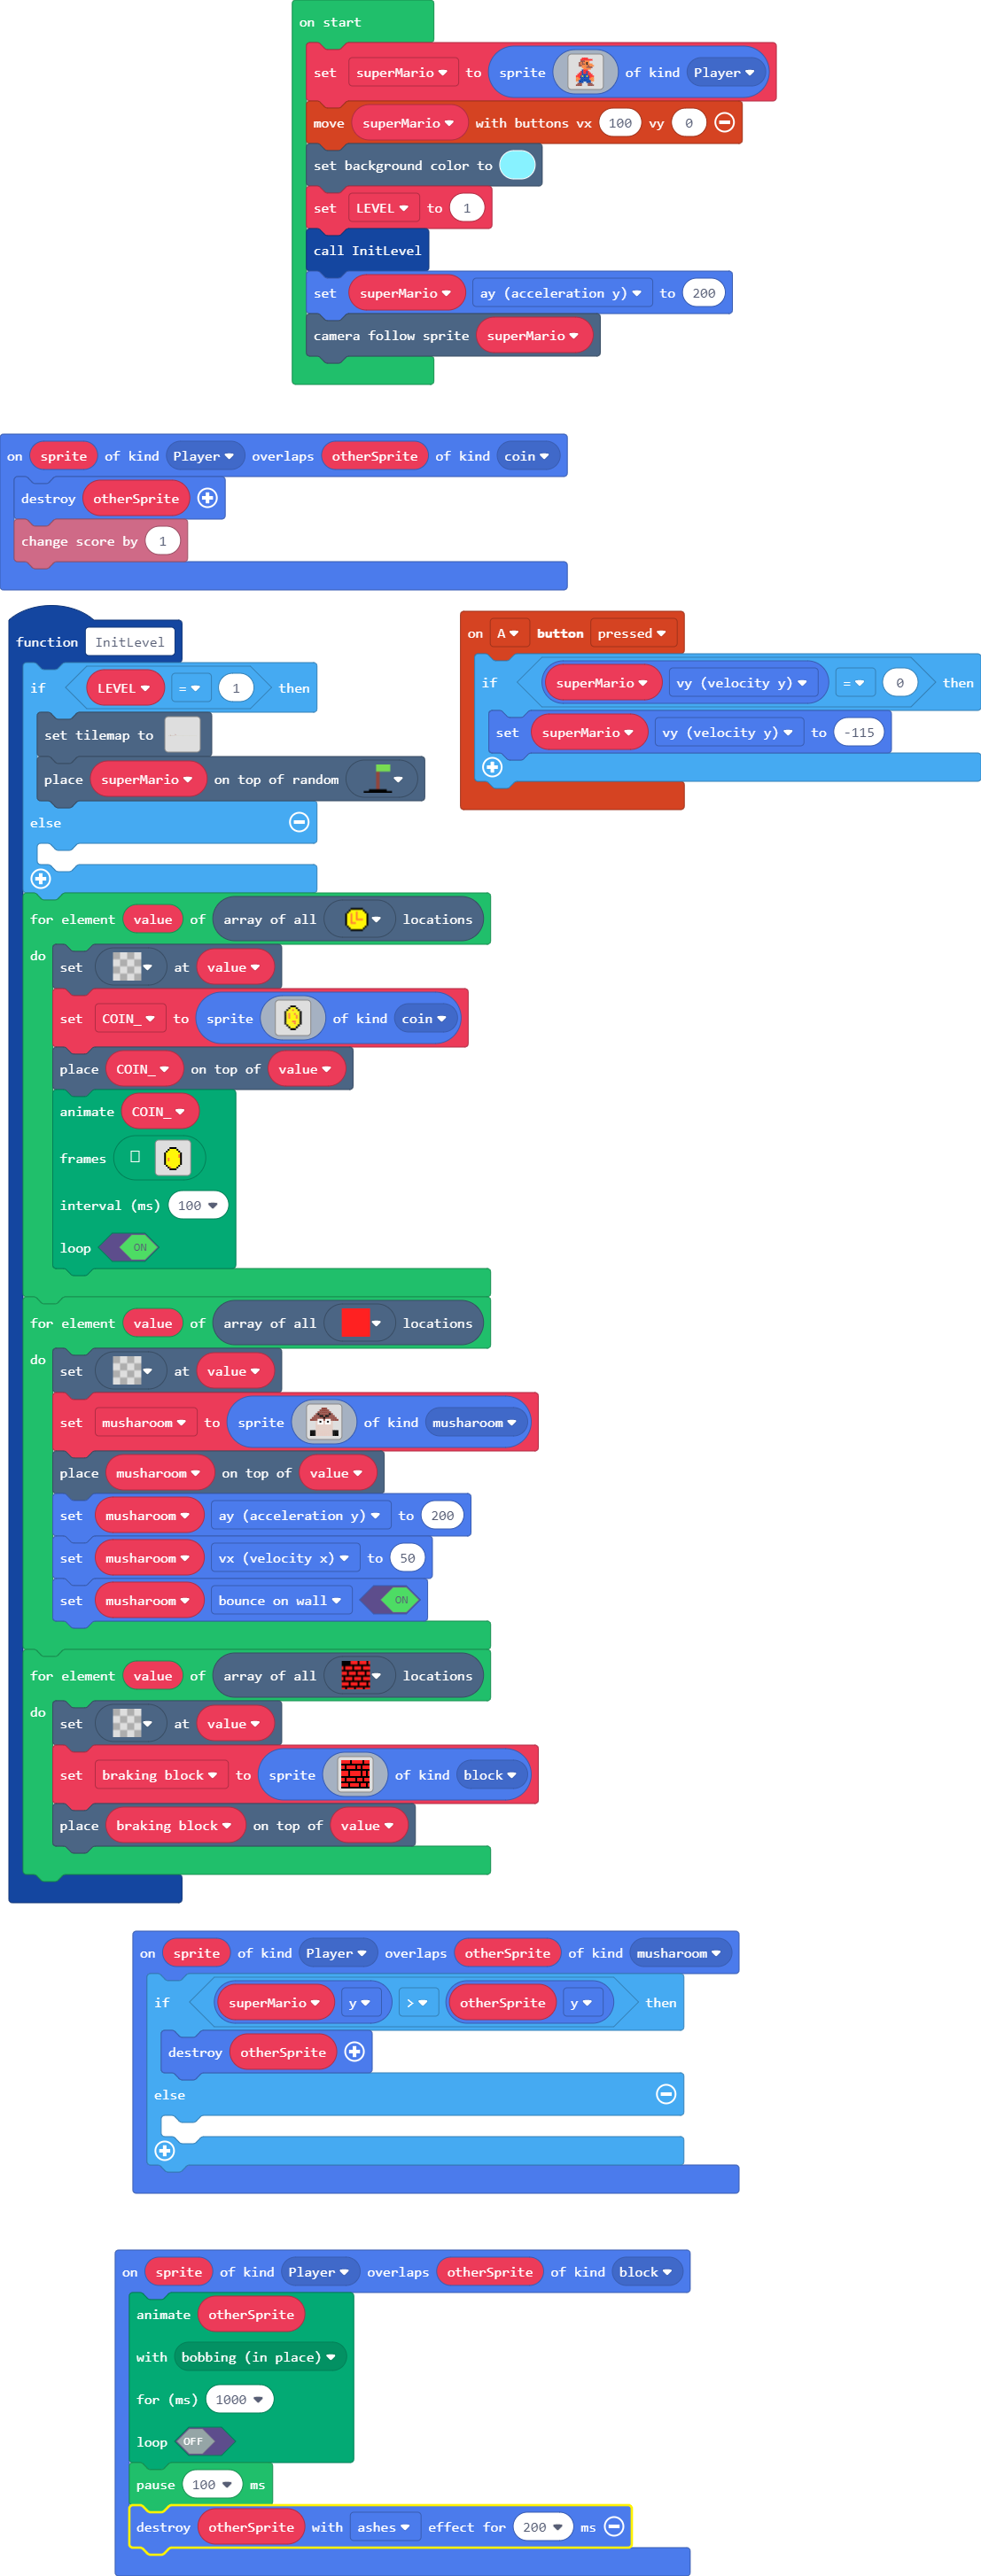 on start
set superMario to sprite of kind Player
move superMario with buttons vx 100 vy 0
set background color to
set LEVEL to 1
call InitLevel
set superMario ay (acceleration y) to 200
camera follow sprite superMario
on sprite of kind Player overlaps otherSprite of kind coin
destroy otherSprite
change score by 1
function InitLevel
if LEVEL = 1 then
set tilemap to
place superMario on top of random
else
for element value of array of all locations
do
set at value
set COIN_ to sprite of kind coin
place COIN_ on top of value
animate COIN_
frames
interval (ms) 100
loop ON
for element value of array of all locations
do
set at value
set musharoom to sprite of kind musharoom
place musharoom on top of value
set musharoom ay (acceleration y) to 200
set musharoom vx (velocity x) to 50
set musharoom bounce on wall ON
for element value of array of all locations
do
set at value
set braking block to sprite of kind block
place braking block on top of value
on A button pressed
if superMario vy (velocity y) = 0 then
set superMario vy (velocity y) to -115
on sprite of kind Player overlaps otherSprite of kind musharoom
if superMario y > otherSprite y then
destroy otherSprite
else
on sprite of kind Player overlaps otherSprite of kind block
animate otherSprite
with bobbing (in place)
for (ms) 1000
loop OFF
pause 100 ms
destroy otherSprite with ashes effect for 200 ms